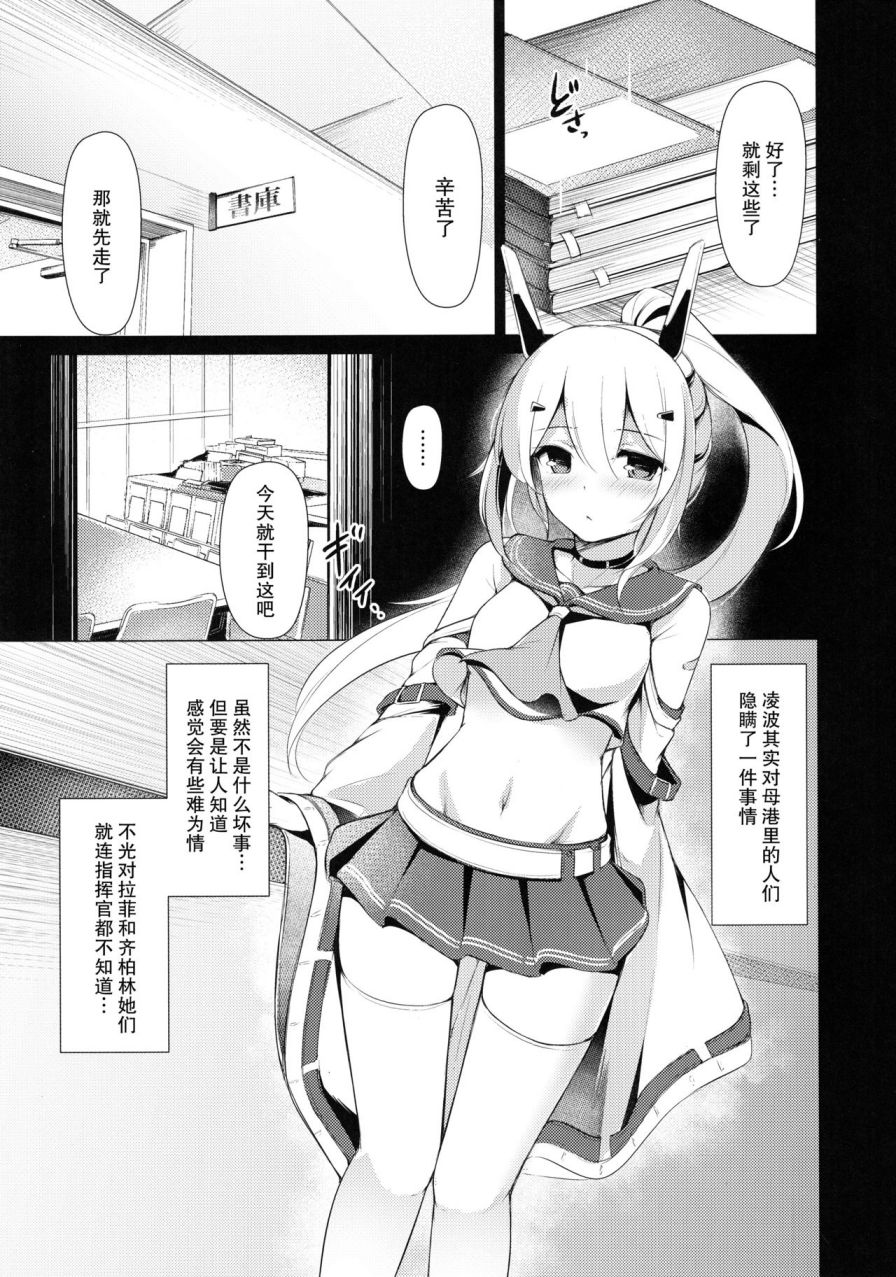 好了…
就剩这些了
どさっ
辛苦了
書庫
那就先走了
……
今天就干到这吧
ギイイ…
凌波其实对母港里的人们
隐瞒了一件事情
虽然不是什么坏事…
但要是让人知道
感觉会有些难为情
不光对拉菲和齐柏林她们
就连指挥官都不知道…